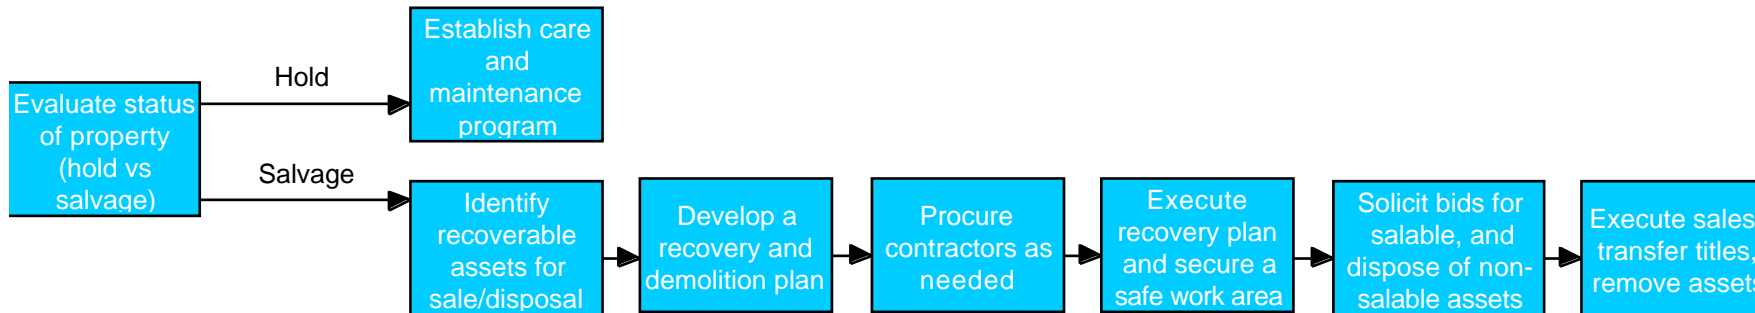 Evaluate status
of property
(hold vs
salvage)
Hold
Salvage
Establish care
and
maintenance
program
Identify
recoverable
assets for
sale/disposal
Develop a
recovery and
demolition plan
Procure
contractors as
needed
Execute
recovery plan
and secure a
safe work area
Solicit bids for
salable, and
dispose of non-
salable assets
Execute sales,
transfer titles,
remove assets